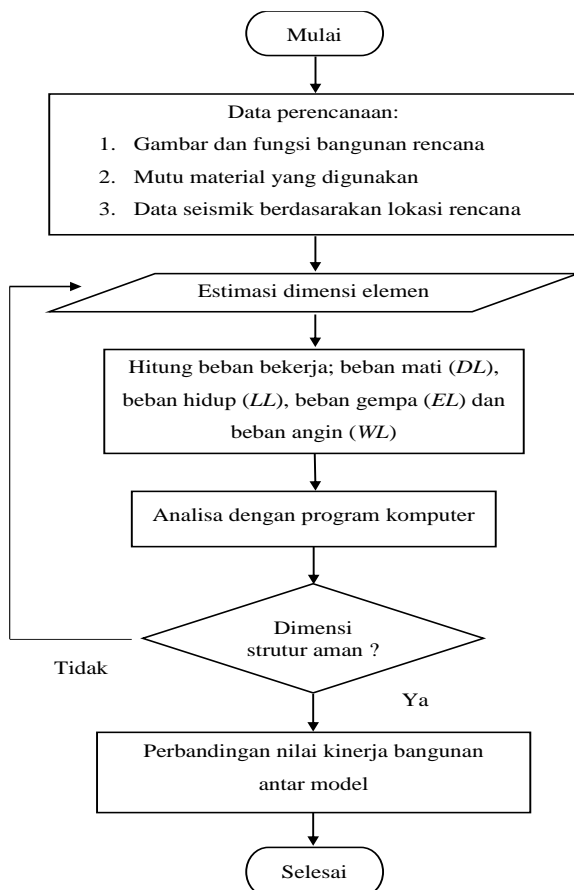 Mulai
Data perencanaan:
1. Gambar dan fungsi bangunan rencana
2. Mutu material yang digunakan
3. Data seismik berdasarakan lokasi rencana
Estimasi dimensi elemen
Hitung beban bekerja; beban mati (DL),
beban hidup (LL), beban gempa (EL) dan
beban angin (WL)
Analisa dengan program komputer
Dimensi
strutur aman ?
Tidak
Ya
Perbandingan nilai kinerja bangunan
antar model
Selesai